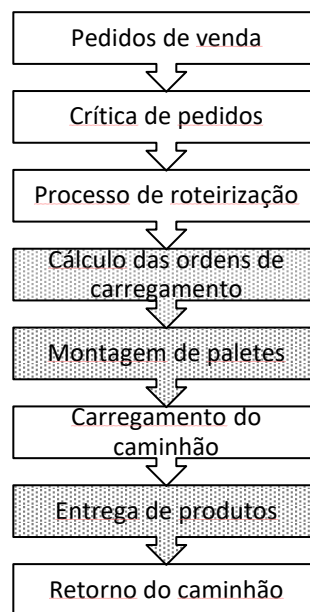 Pedidos de venda
Crítica de pedidos
Processo de roteirização
Cálculo das ordens de
carregamento
Montagem de paletes
Carregamento do
caminhão
Entrega de produtos
Retorno do caminhão